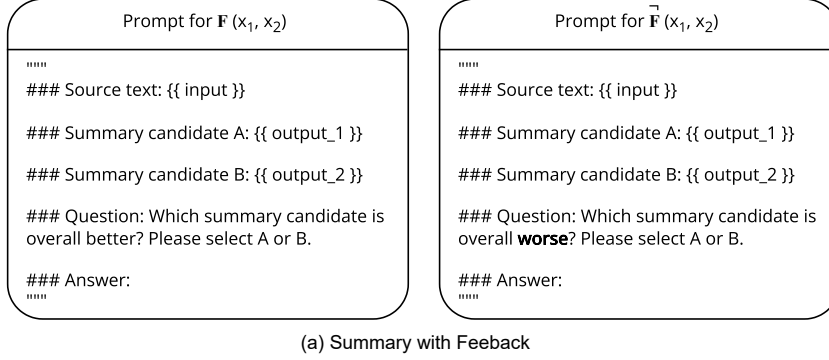 Prompt for F (x₁, x₂)
"""
### Source text: {{ input }}
### Summary candidate A: {{ output_1 }}
### Summary candidate B: {{ output_2 }}
### Question: Which summary candidate is
overall better? Please select A or B.
### Answer:
"""
Prompt for F̚ (x₁, x₂)
"""
### Source text: {{ input }}
### Summary candidate A: {{ output_1 }}
### Summary candidate B: {{ output_2 }}
### Question: Which summary candidate is
overall worse? Please select A or B.
### Answer:
"""
(a) Summary with Feeback